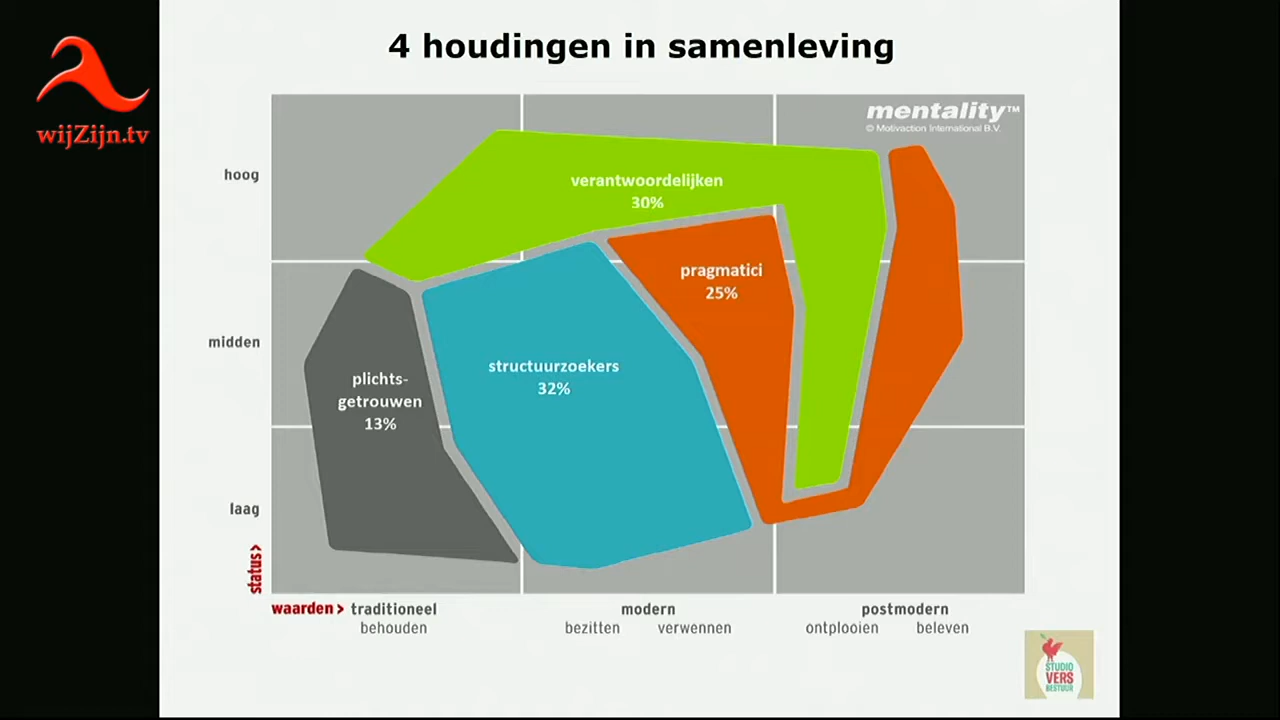 4 houdingen in samenleving
wijZijn.tv
mentality™
© Motivaction International B.V.
hoog
verantwoordelijken
30%
pragmatici
25%
midden
structuurzoekers
32%
plichts-
getrouwen
13%
laag
status>
waarden > traditioneel modern postmodern
behouden bezitten verwennen ontplooien beleven
STUDIO
VERS
BESTUUR